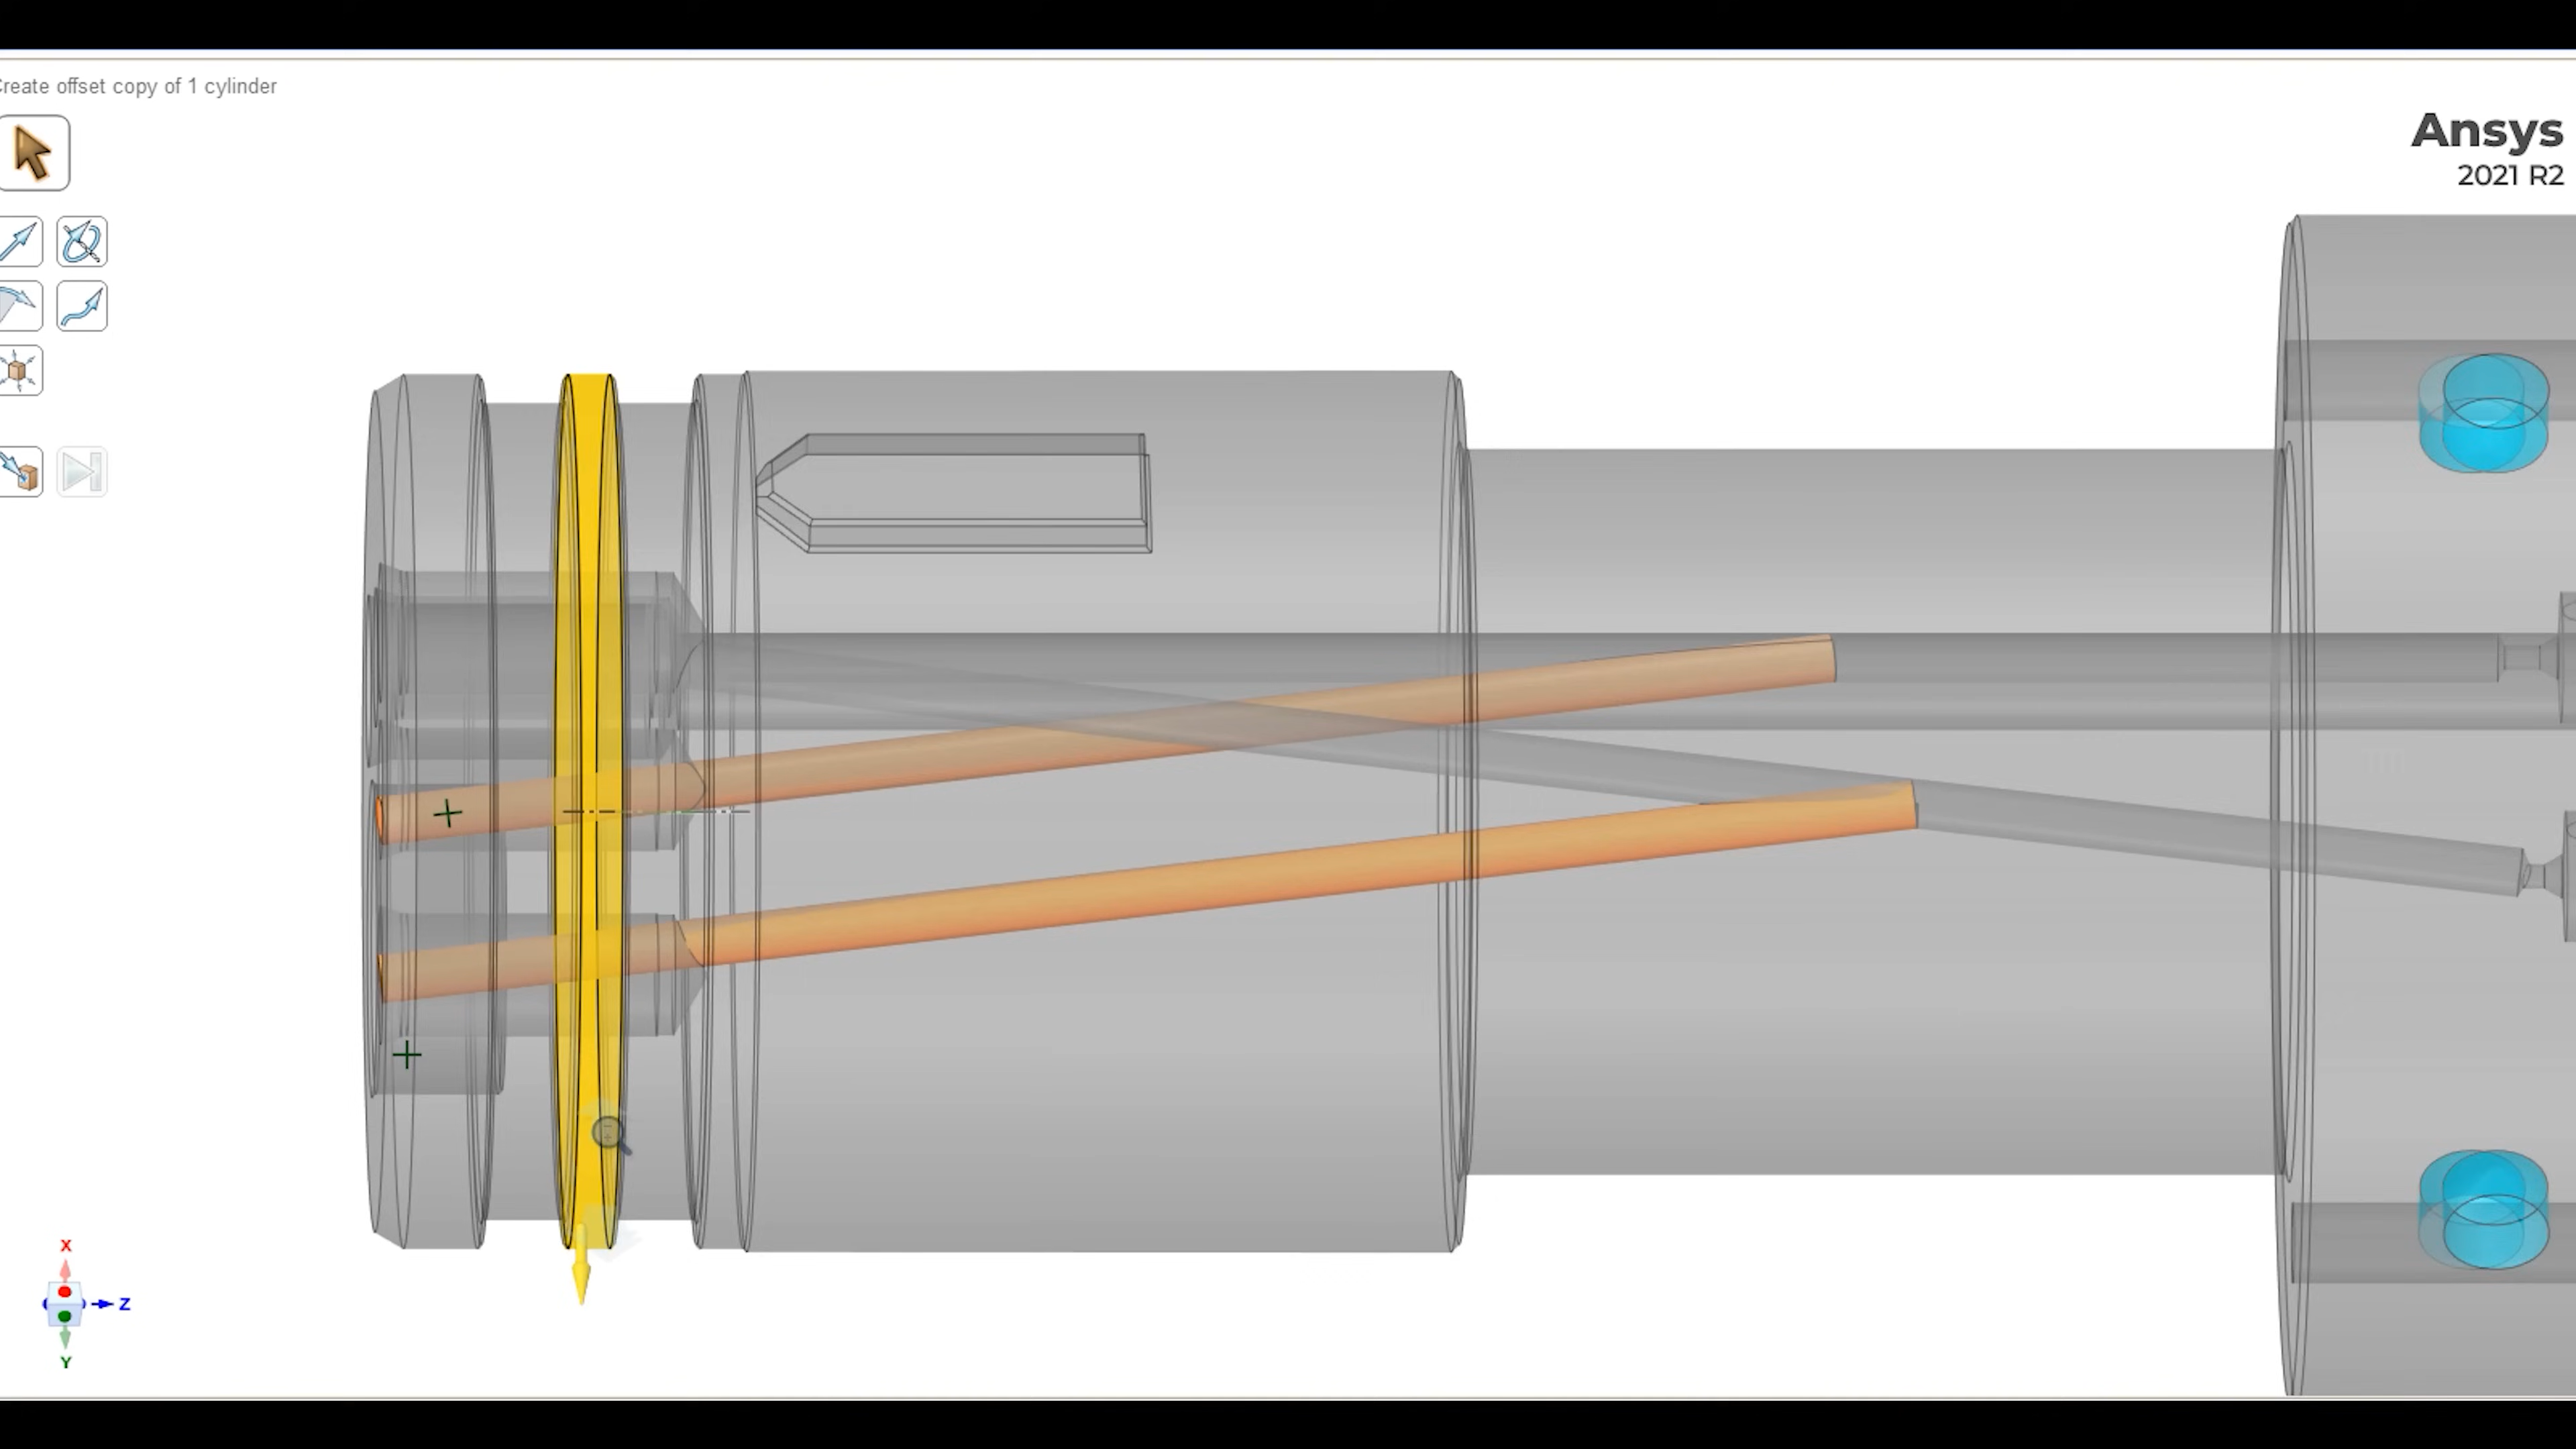 reate offset copy of 1 cylinder
Ansys
2021 R2
X
Z
Y